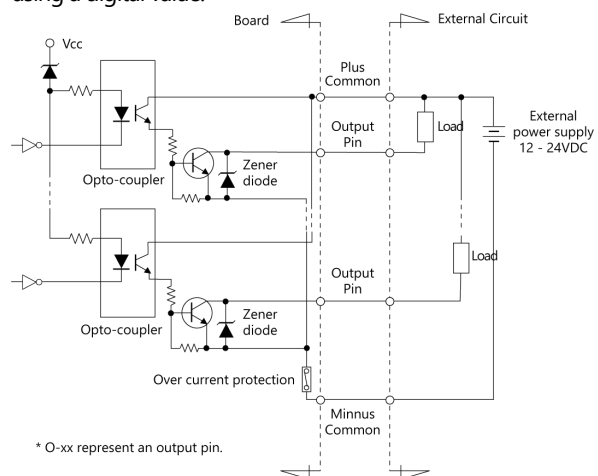 using a digital value.
Board
External Circuit
Vcc
Plus
Common
Output
Pin
Load
External
power supply
12 - 24VDC
Opto-coupler
Zener
diode
Output
Pin
Load
Opto-coupler
Zener
diode
Over current protection
Minnus
Common
* O-xx represent an output pin.